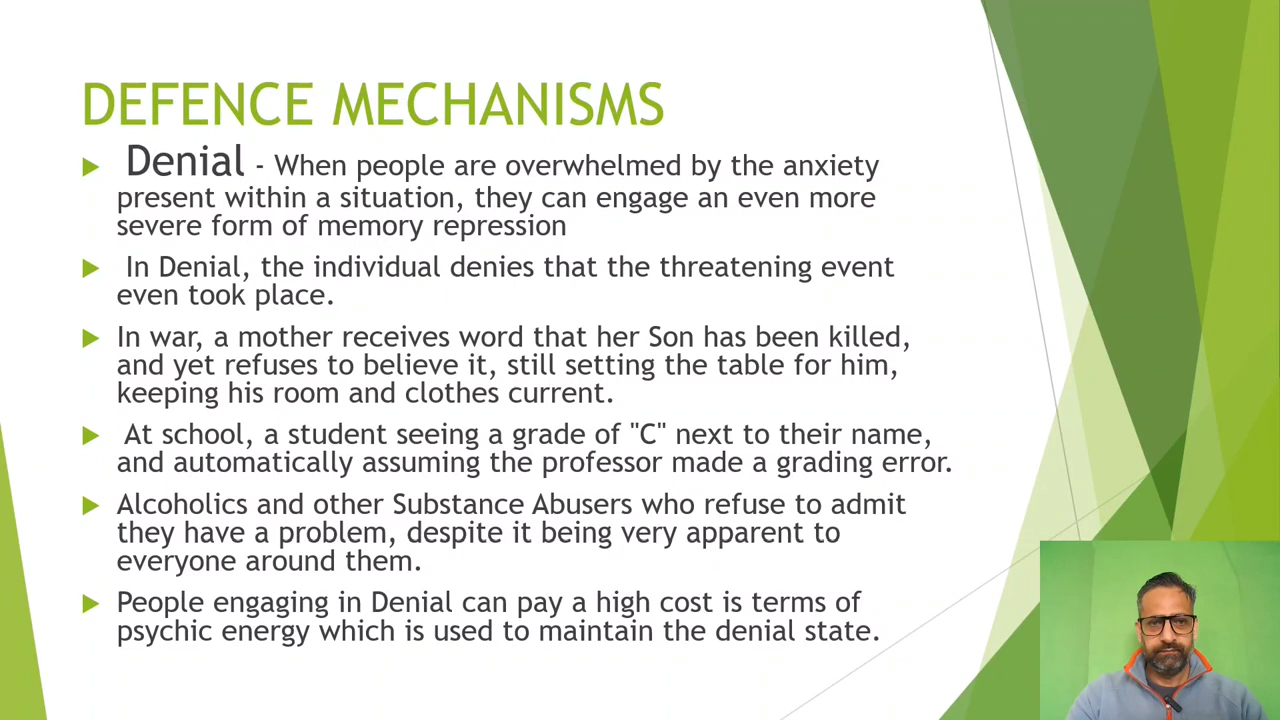 DEFENCE MECHANISMS
Denial - When people are overwhelmed by the anxiety
present within a situation, they can engage an even more
severe form of memory repression
In Denial, the individual denies that the threatening event
even took place.
In war, a mother receives word that her Son has been killed,
and yet refuses to believe it, still setting the table for him,
keeping his room and clothes current.
At school, a student seeing a grade of "C" next to their name,
and automatically assuming the professor made a grading error.
Alcoholics and other Substance Abusers who refuse to admit
they have a problem, despite it being very apparent to
everyone around them.
People engaging in Denial can pay a high cost is terms of
psychic energy which is used to maintain the denial state.